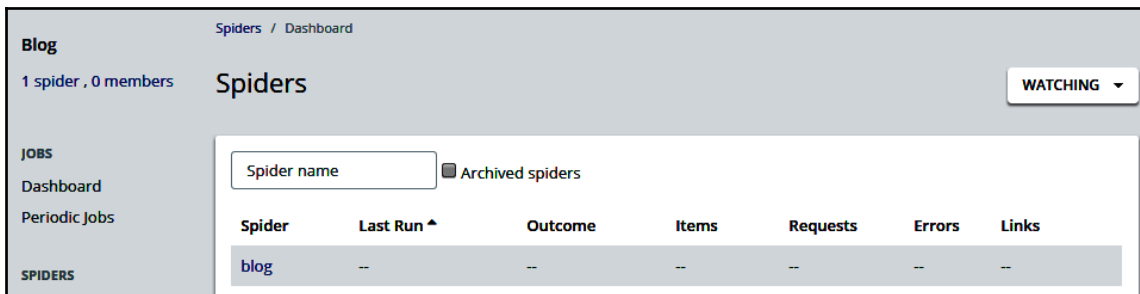 Blog
1 spider , 0 members
JOBS
Dashboard
Periodic Jobs
SPIDERS
Spiders / Dashboard
Spiders
WATCHING
Spider name
Archived spiders
Spider Last Run Outcome Items Requests Errors Links
blog -- -- -- -- -- --